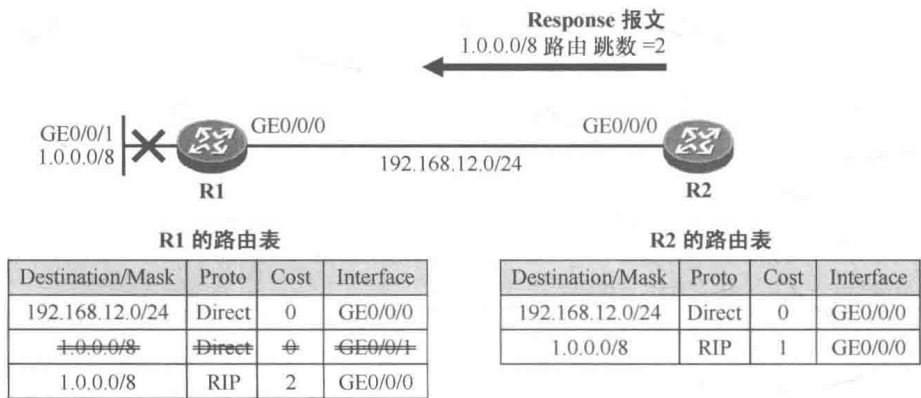 Response 报文
1.0.0.0/8 路由 跳数 =2
GE0/0/1
1.0.0.0/8
GE0/0/0
GE0/0/0
192.168.12.0/24
R1
R2
R1 的路由表
Destination/Mask Proto Cost Interface
192.168.12.0/24 Direct 0 GE0/0/0
1.0.0.0/8 Direct 0 GE0/0/1
1.0.0.0/8 RIP 2 GE0/0/0
R2 的路由表
Destination/Mask Proto Cost Interface
192.168.12.0/24 Direct 0 GE0/0/0
1.0.0.0/8 RIP 1 GE0/0/0